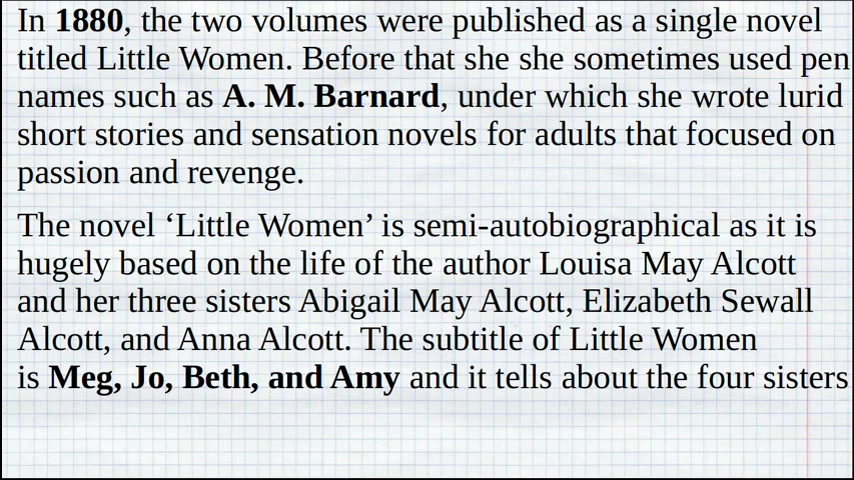 In 1880, the two volumes were published as a single novel
titled Little Women. Before that she she sometimes used pen
names such as A. M. Barnard, under which she wrote lurid
short stories and sensation novels for adults that focused on
passion and revenge.
The novel ‘Little Women’ is semi-autobiographical as it is
hugely based on the life of the author Louisa May Alcott
and her three sisters Abigail May Alcott, Elizabeth Sewall
Alcott, and Anna Alcott. The subtitle of Little Women
is Meg, Jo, Beth, and Amy and it tells about the four sisters